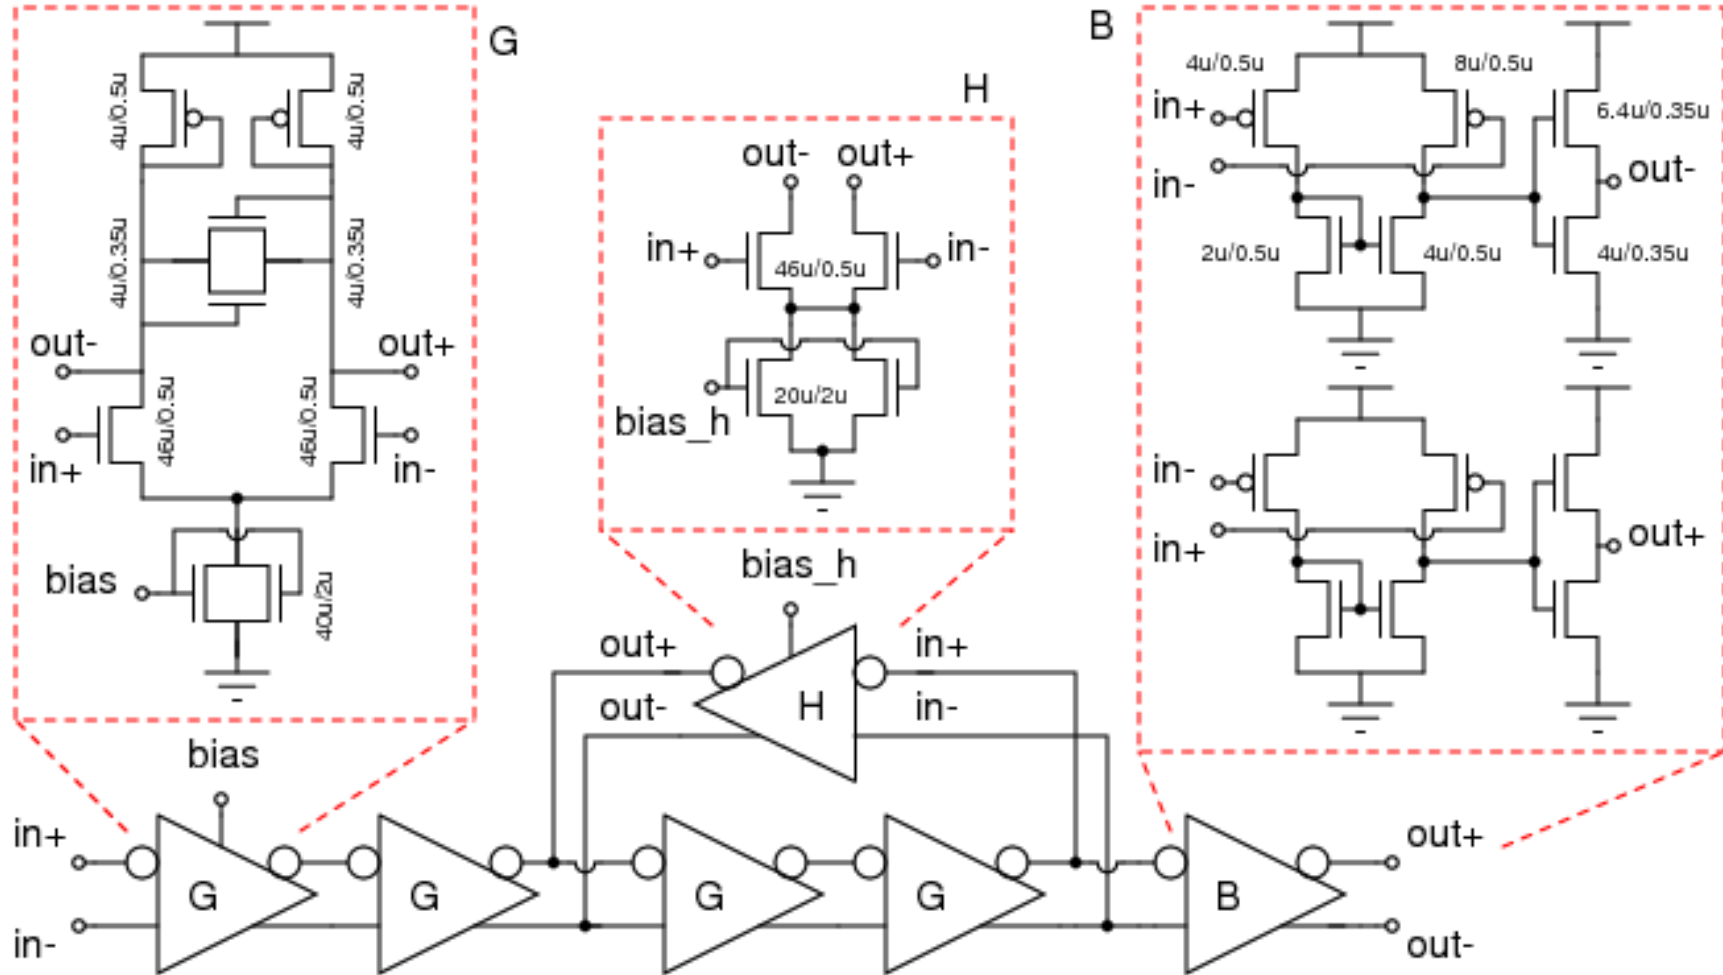 G
4u/0.5u
4u/0.5u
4u/0.35u
4u/0.35u
out-
out+
46u/0.5u
46u/0.5u
in+
in-
bias
40u/2u
H
out-
out+
in+
in-
46u/0.5u
20u/2u
bias_h
B
4u/0.5u
8u/0.5u
in+
6.4u/0.35u
in-
out-
2u/0.5u
4u/0.5u
4u/0.35u
in-
in+
out+
bias_h
out+
in+
out-
H
in-
bias
in+
out+
G
G
G
G
B
in-
out-